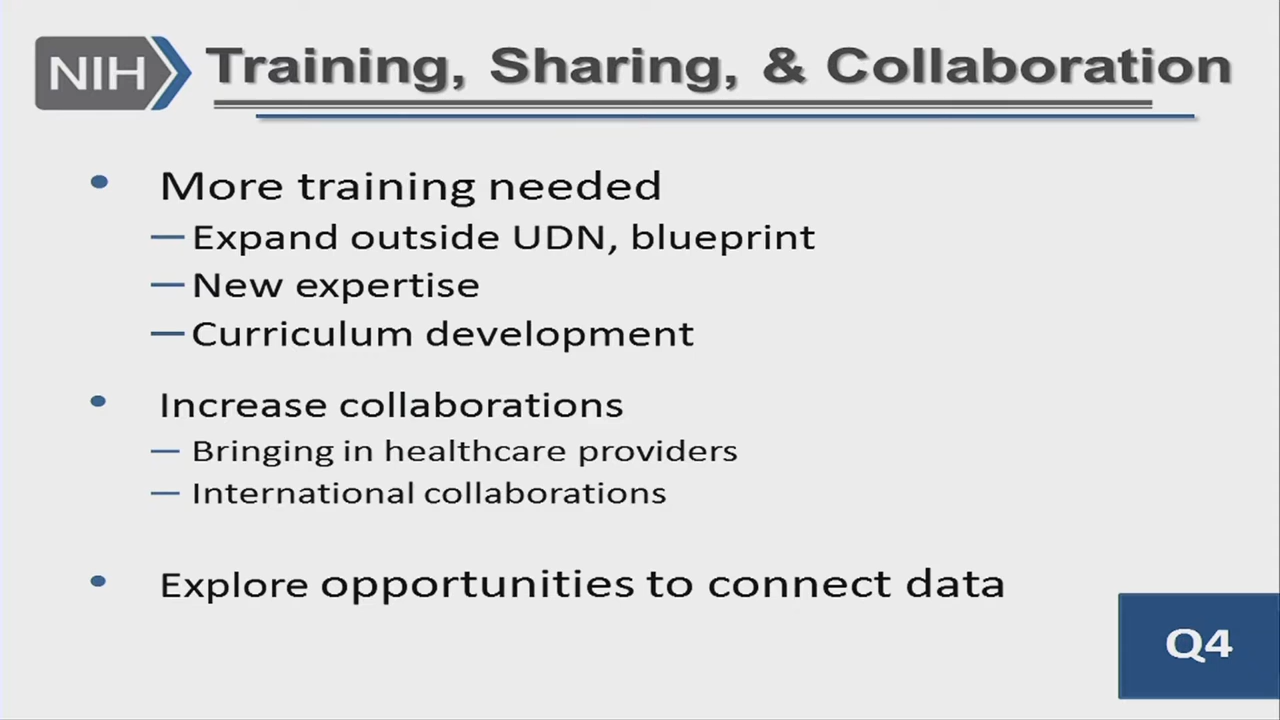 NIH
Training, Sharing, & Collaboration
• More training needed
— Expand outside UDN, blueprint
— New expertise
— Curriculum development
• Increase collaborations
— Bringing in healthcare providers
— International collaborations
• Explore opportunities to connect data
Q4